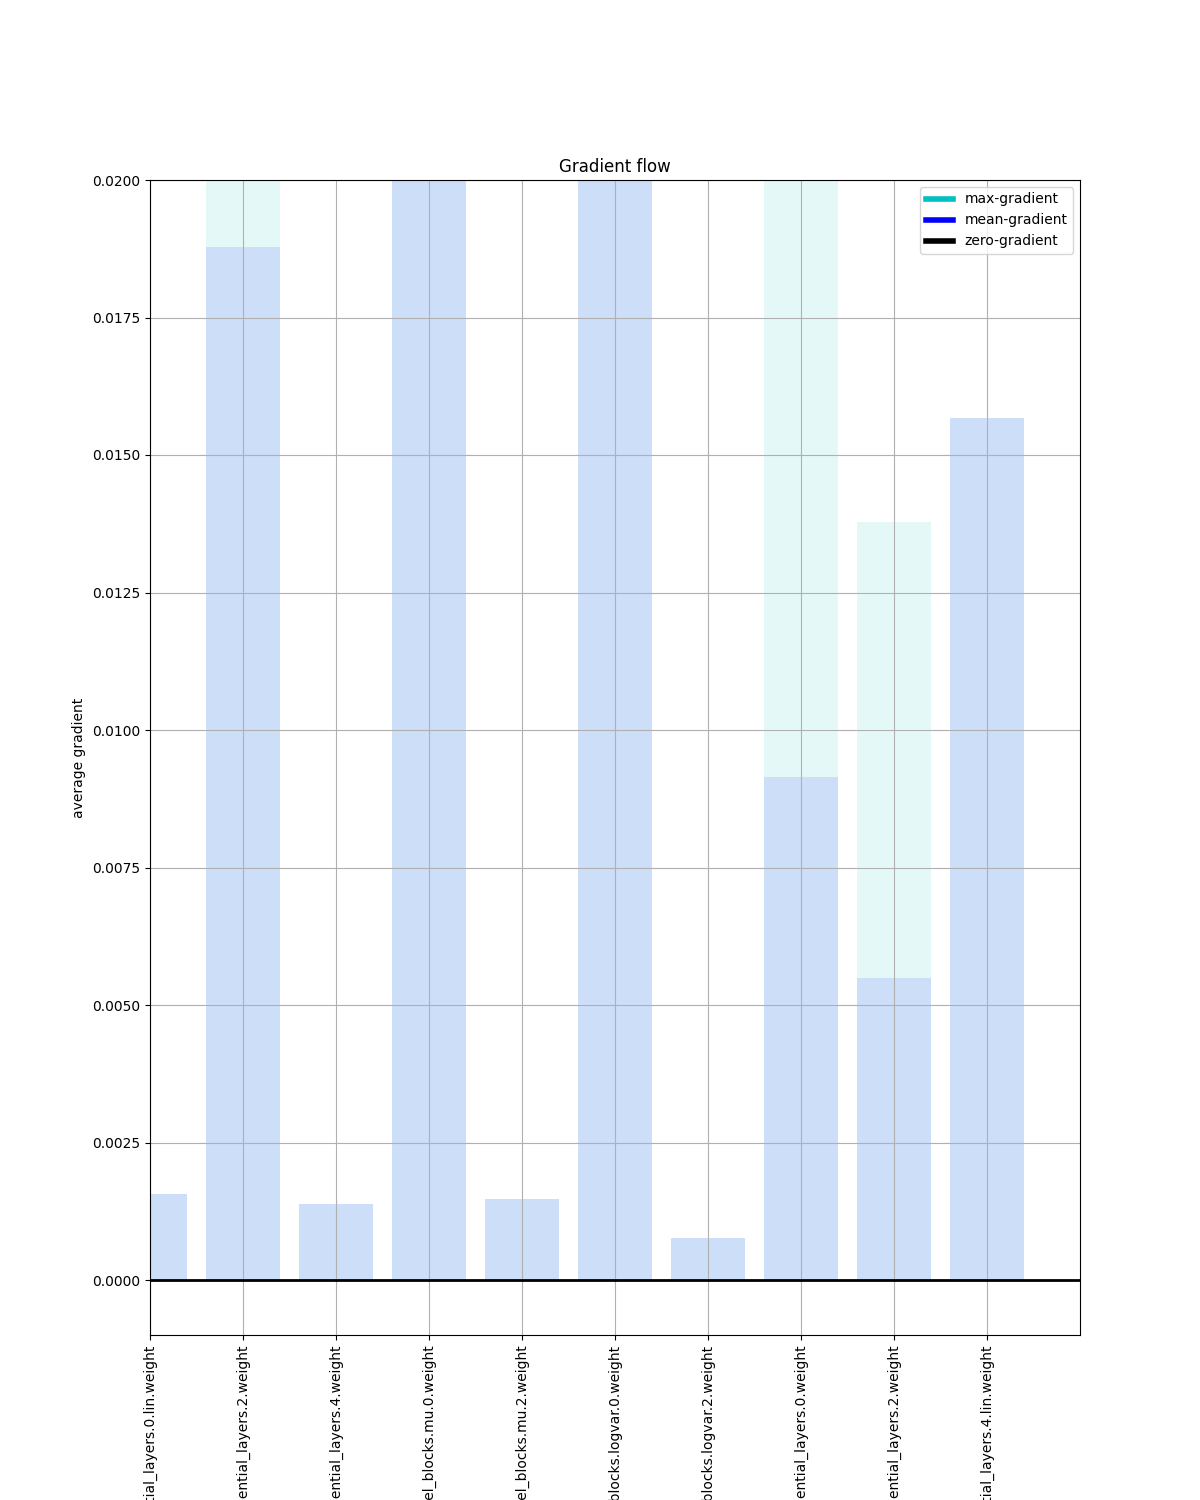 Gradient flow
max-gradient
mean-gradient
zero-gradient
0.0200
0.0175
0.0150
0.0125
0.0100
0.0075
0.0050
0.0025
0.0000
average gradient
tial_layers.0.lin.weight
ential_layers.2.weight
ential_layers.4.weight
el_blocks.mu.0.weight
el_blocks.mu.2.weight
blocks.logvar.0.weight
blocks.logvar.2.weight
ential_layers.0.weight
ential_layers.2.weight
tial_layers.4.lin.weight